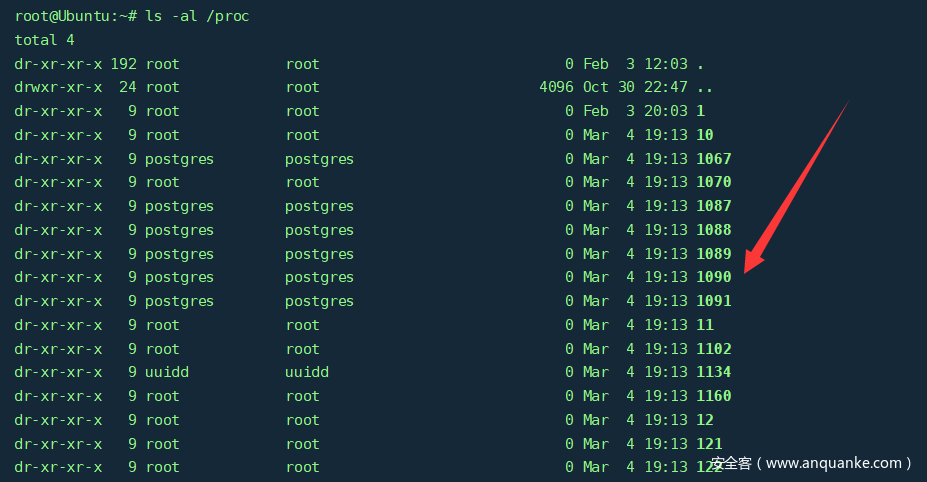 root@Ubuntu:~# ls -al /proc
total 4
dr-xr-xr-x 192 root            root                            0 Feb  3 12:03 .
drwxr-xr-x  24 root            root                         4096 Oct 30 22:47 ..
dr-xr-xr-x   9 root            root                            0 Feb  3 20:03 1
dr-xr-xr-x   9 root            root                            0 Mar  4 19:13 10
dr-xr-xr-x   9 postgres        postgres                        0 Mar  4 19:13 1067
dr-xr-xr-x   9 root            root                            0 Mar  4 19:13 1070
dr-xr-xr-x   9 postgres        postgres                        0 Mar  4 19:13 1087
dr-xr-xr-x   9 postgres        postgres                        0 Mar  4 19:13 1088
dr-xr-xr-x   9 postgres        postgres                        0 Mar  4 19:13 1089
dr-xr-xr-x   9 postgres        postgres                        0 Mar  4 19:13 1090
dr-xr-xr-x   9 postgres        postgres                        0 Mar  4 19:13 1091
dr-xr-xr-x   9 root            root                            0 Mar  4 19:13 11
dr-xr-xr-x   9 root            root                            0 Mar  4 19:13 1102
dr-xr-xr-x   9 uuidd           uuidd                           0 Mar  4 19:13 1134
dr-xr-xr-x   9 root            root                            0 Mar  4 19:13 1160
dr-xr-xr-x   9 root            root                            0 Mar  4 19:13 12
dr-xr-xr-x   9 root            root                            0 Mar  4 19:13 121
dr-xr-xr-x   9 root            root                            0 Mar  4 19:13 122
安全客（www.anquanke.com）